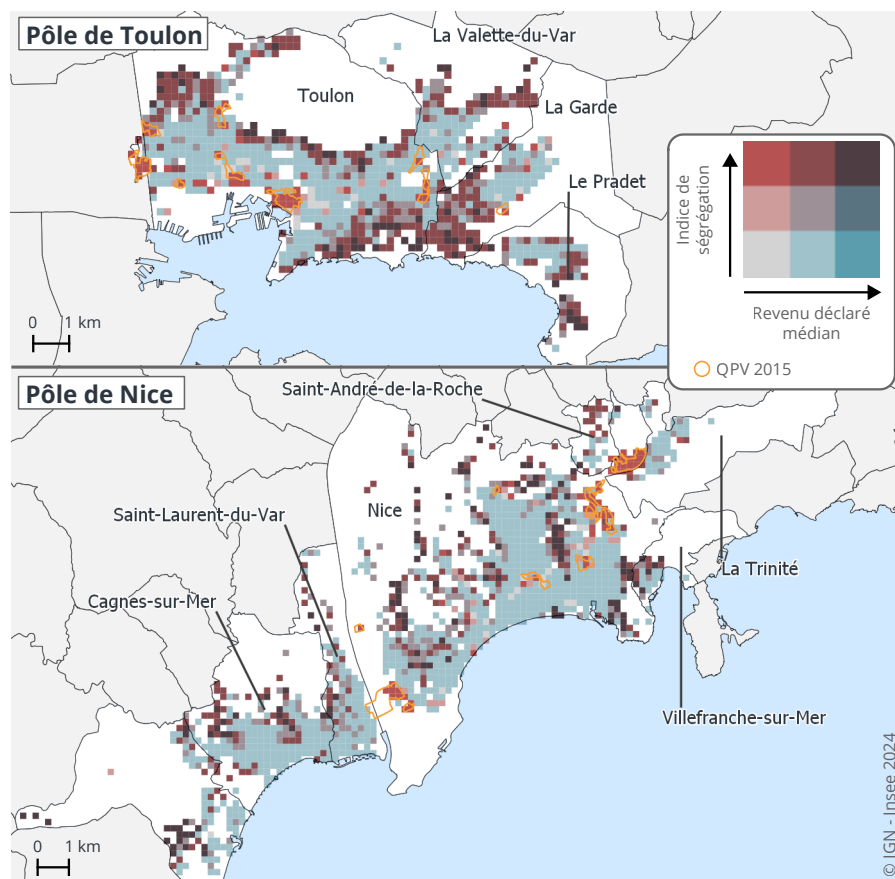 Pôle de Toulon
La Valette-du-Var
Toulon
La Garde
Le Pradet
0 1 km
Indice de
ségrégation
Revenu déclaré
médian
QPV 2015
Pôle de Nice
Saint-André-de-la-Roche
Saint-Laurent-du-Var
Nice
La Trinité
Cagnes-sur-Mer
Villefranche-sur-Mer
0 1 km
© IGN - Insee 2024